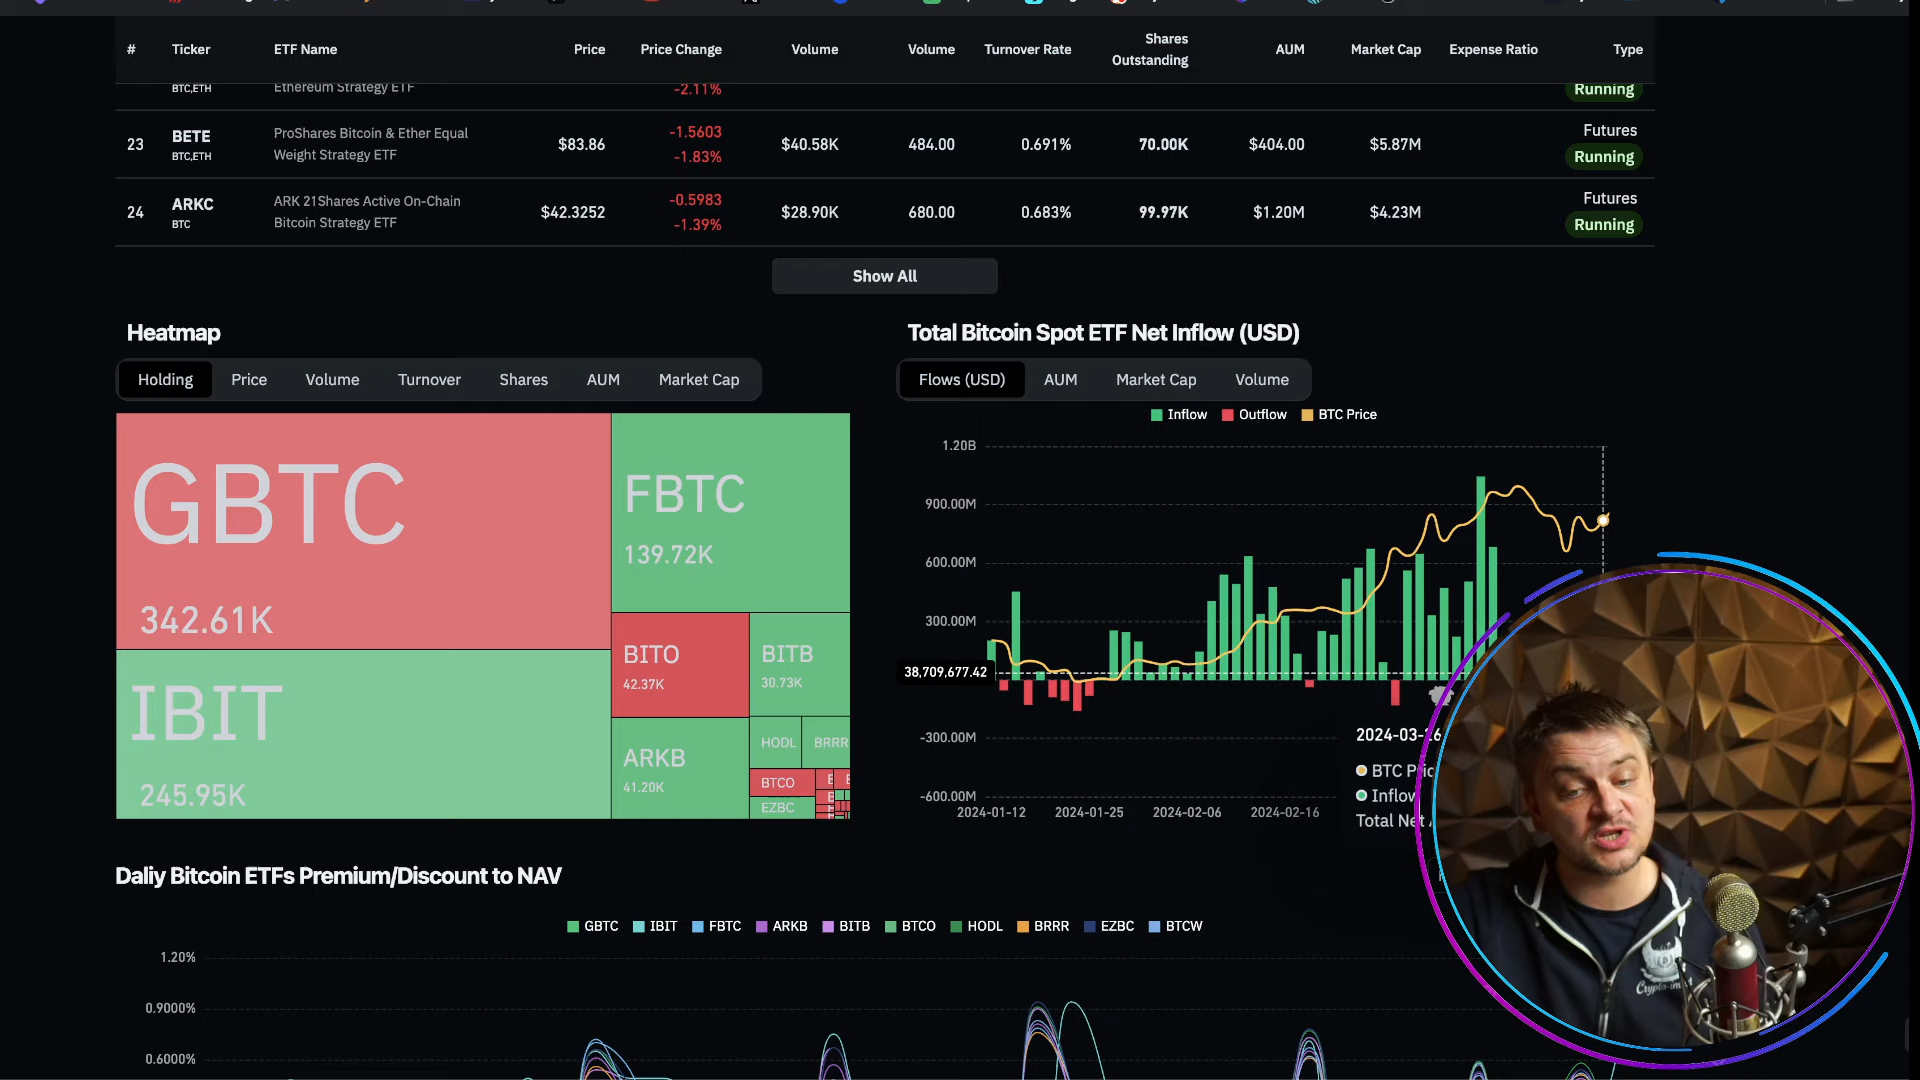 # Ticker ETF Name Price Price Change Volume Volume Turnover Rate Shares Outstanding AUM Market Cap Expense Ratio Type
BTC,ETH Ethereum Strategy ETF -2.11% Running
23 BETE BTC,ETH ProShares Bitcoin & Ether Equal Weight Strategy ETF $83.86 -1.5603 -1.83% $40.58K 484.00 0.691% 70.00K $404.00 $5.87M Futures Running
24 ARKC BTC ARK 21Shares Active On-Chain Bitcoin Strategy ETF $42.3252 -0.5983 -1.39% $28.90K 680.00 0.683% 99.97K $1.20M $4.23M Futures Running
Show All
Heatmap
Holding Price Volume Turnover Shares AUM Market Cap
GBTC
342.61K
IBIT
245.95K
FBTC
139.72K
BITO
42.37K
BITB
30.73K
ARKB
41.20K
HODL BRRR
BTCO
EZBC
Total Bitcoin Spot ETF Net Inflow (USD)
Flows (USD) AUM Market Cap Volume
Inflow Outflow BTC Price
1.20B
900.00M
600.00M
300.00M
38,709,677.42
-300.00M
-600.00M
2024-01-12 2024-01-25 2024-02-06 2024-02-16
2024-03-26
BTC Pric
Inflow
Total Net
Daliy Bitcoin ETFs Premium/Discount to NAV
GBTC IBIT FBTC ARKB BITB BTCO HODL BRRR EZBC BTCW
1.20%
0.9000%
0.6000%